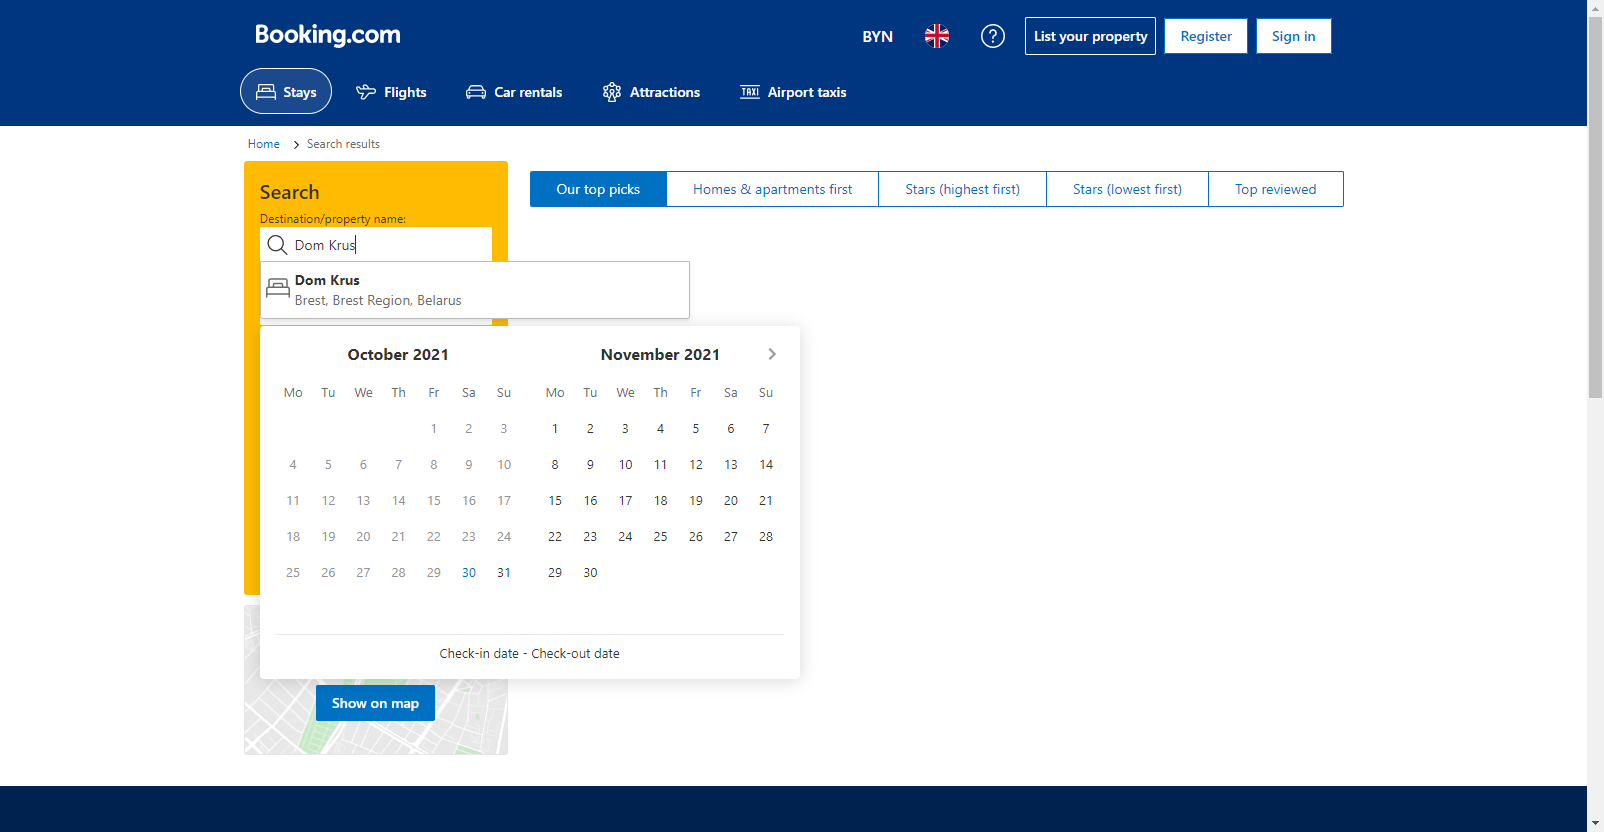 Booking.com
BYN
List your property
Register
Sign in
Stays
Flights
Car rentals
Attractions
TAXI Airport taxis
Home
Search results
Search
Destination/property name:
Dom Krus
Dom Krus
Brest, Brest Region, Belarus
Our top picks
Homes & apartments first
Stars (highest first)
Stars (lowest first)
Top reviewed
October 2021
Mo Tu We Th Fr Sa Su
1 2 3
4 5 6 7 8 9 10
11 12 13 14 15 16 17
18 19 20 21 22 23 24
25 26 27 28 29 30 31
November 2021
Mo Tu We Th Fr Sa Su
1 2 3 4 5 6 7
8 9 10 11 12 13 14
15 16 17 18 19 20 21
22 23 24 25 26 27 28
29 30
Check-in date - Check-out date
Show on map